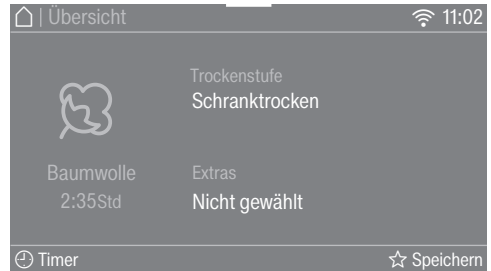 | Übersicht 11:02
Trockenstufe
Schranktrocken
Baumwolle
2:35Std
Extras
Nicht gewählt
Timer Speichern